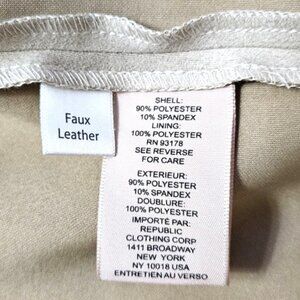 Faux
Leather
SHELL:
90% POLYESTER
10% SPANDEX
LINING:
100% POLYESTER
RN 93178
SEE REVERSE
FOR CARE
EXTERIEUR:
90% POLYESTER
10% SPANDEX
DOUBLURE:
100% POLYESTER
IMPORTÉ PAR:
REPUBLIC
CLOTHING CORP
1411 BROADWAY
NEW YORK
NY 10018 USA
ENTRETIEN AU VERSO